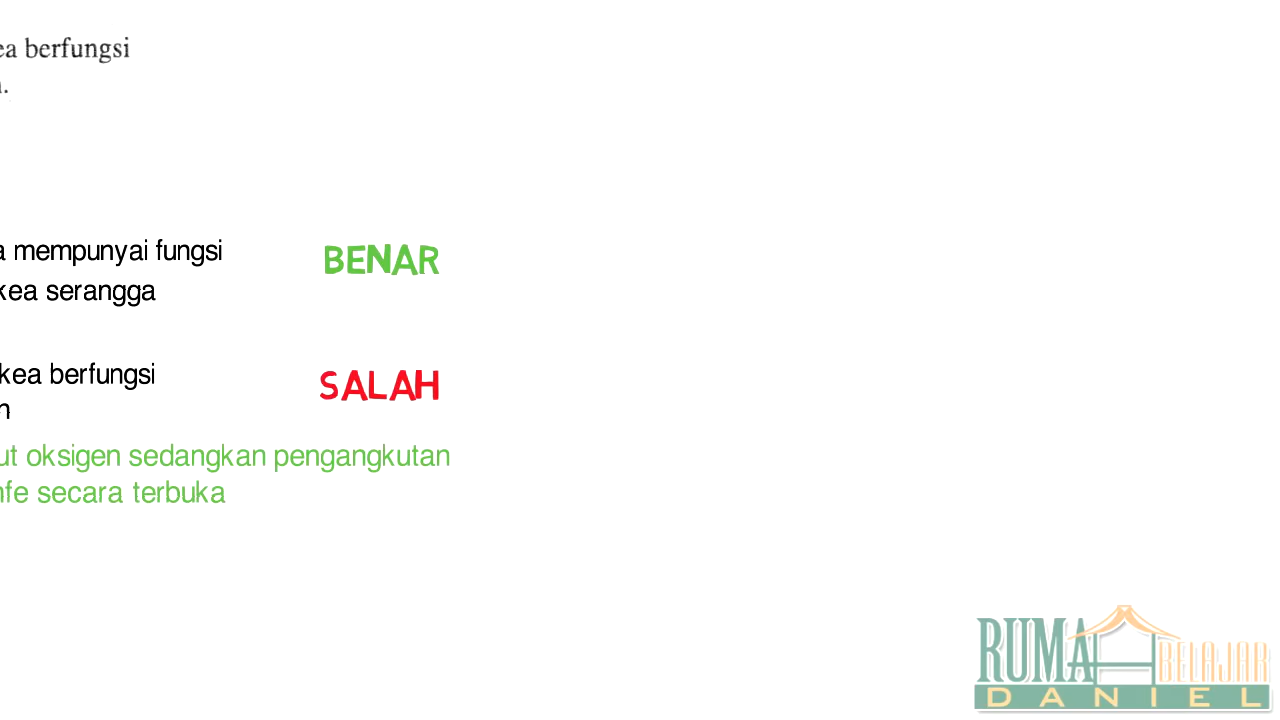 ea berfungsi
.
a mempunyai fungsi
BENAR
kea serangga
kea berfungsi
SALAH
n
ut oksigen sedangkan pengangkutan
nfe secara terbuka
RUMA
BELAJAR
DANIEL